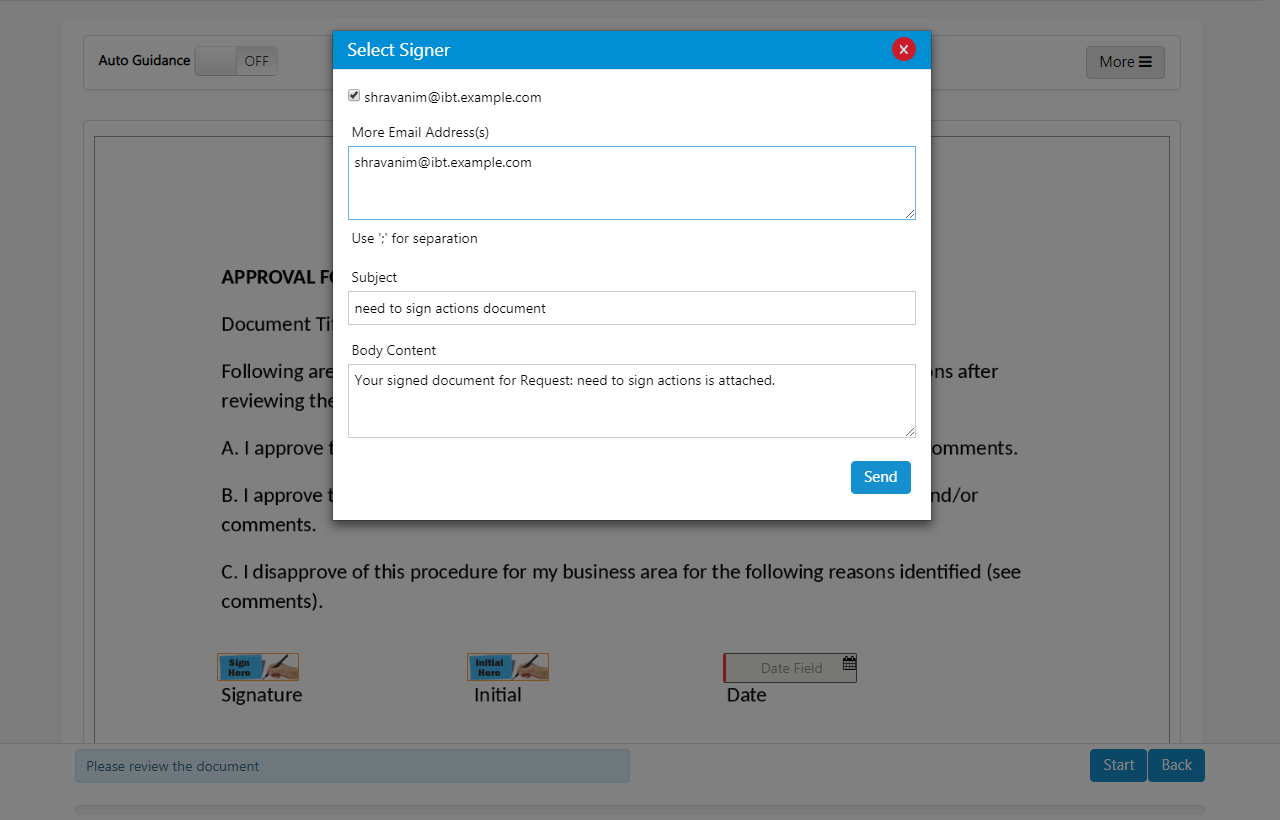 Auto Guidance OFF
More
Select Signer
shravanim@ibt.example.com
More Email Address(s)
shravanim@ibt.example.com
Use ';' for separation
Subject
need to sign actions document
Body Content
Your signed document for Request: need to sign actions is attached.
Send
APPROVAL
Document
Following are ns after
reviewing the
A. I approve omments.
B. I approve nd/or
comments.
C. I disapprove of this procedure for my business area for the following reasons identified (see
comments).
Sign
Here
Initial
Here
Date Field
Signature Initial Date
Please review the document
Start Back